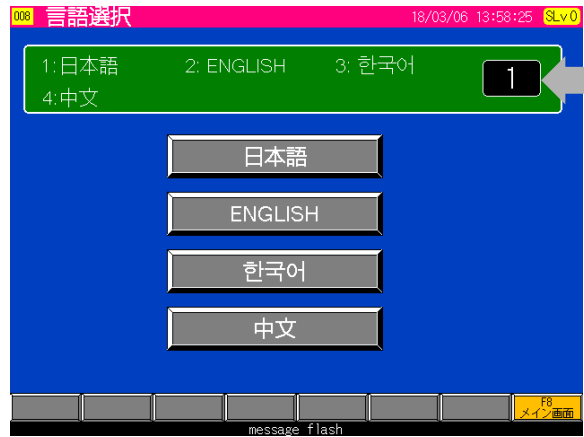 008 言語選択 18/03/06 13:58:25 SLv0
1:日本語 2: ENGLISH 3: 한국어
4:中文
1
日本語
ENGLISH
한국어
中文
F8
メイン画面
message flash